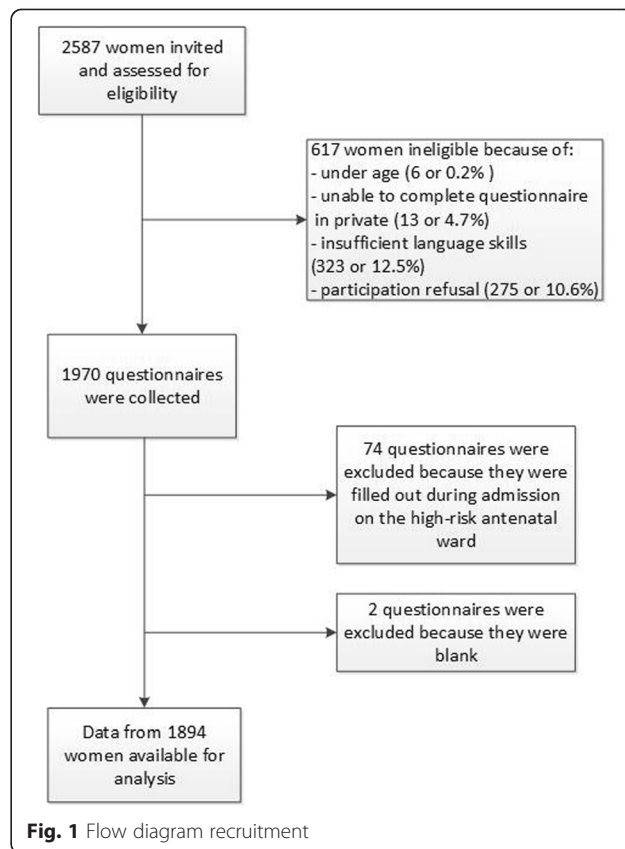 2587 women invited
and assessed for
eligibility
617 women ineligible because of:
- under age (6 or 0.2% )
- unable to complete questionnaire
in private (13 or 4.7%)
- insufficient language skills
(323 or 12.5%)
- participation refusal (275 or 10.6%)
1970 questionnaires
were collected
74 questionnaires were
excluded because they were
filled out during admission
on the high-risk antenatal
ward
2 questionnaires were
excluded because they were
blank
Data from 1894
women available for
analysis
Fig. 1 Flow diagram recruitment